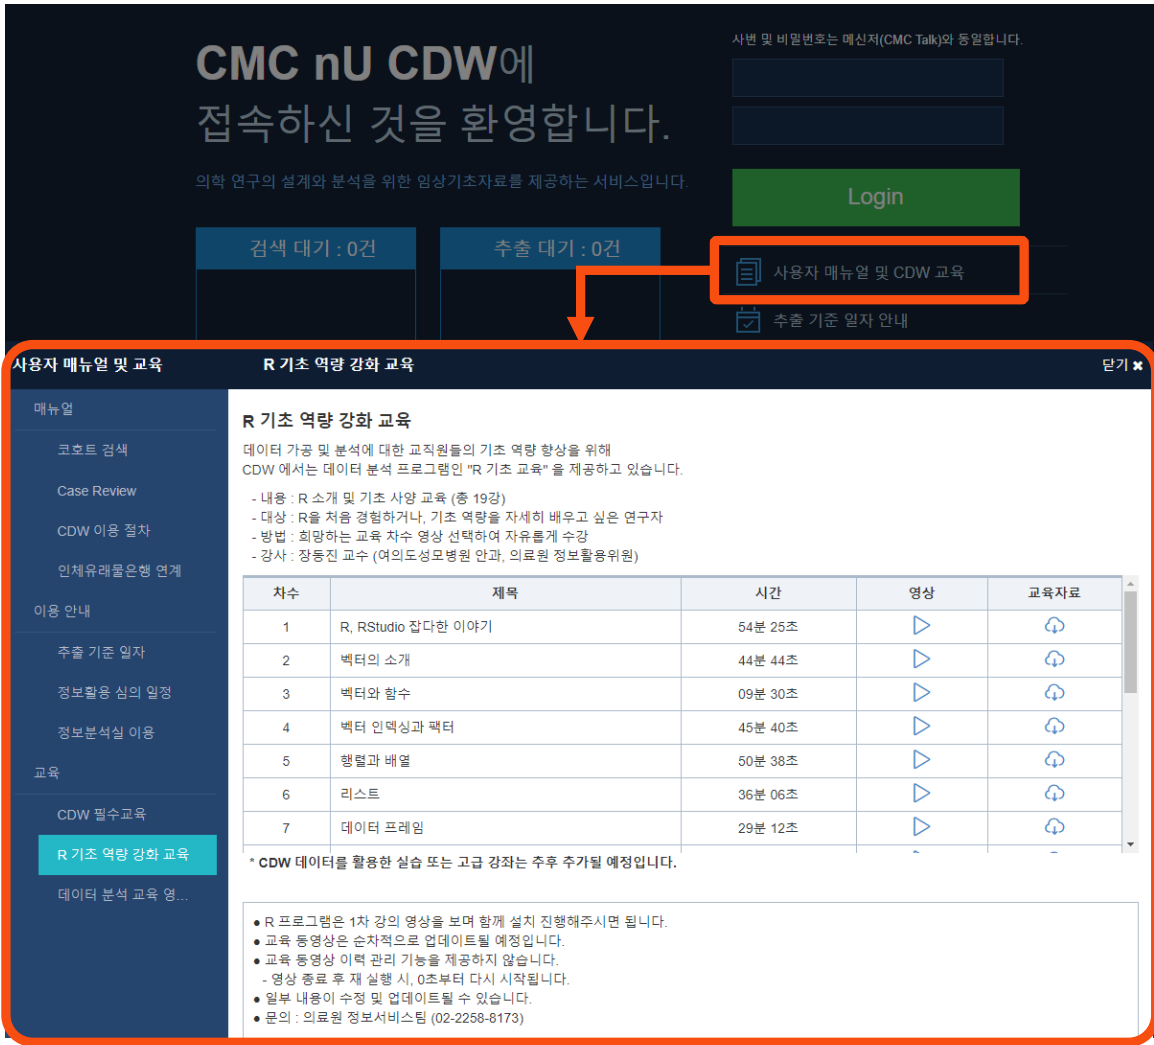 사번 및 비밀번호는 메신저(CMC Talk)와 동일합니다.
CMC nU CDW에
접속하신 것을 환영합니다.
의학 연구의 설계와 분석을 위한 임상기초자료를 제공하는 서비스입니다.
Login
검색 대기 : 0건
추출 대기 : 0건
사용자 매뉴얼 및 CDW 교육
추출 기준 일자 안내
사용자 매뉴얼 및 교육
R 기초 역량 강화 교육
닫기 ✖
매뉴얼
코호트 검색
Case Review
CDW 이용 절차
인체유래물은행 연계
이용 안내
추출 기준 일자
정보활용 심의 일정
정보분석실 이용
교육
CDW 필수교육
R 기초 역량 강화 교육
데이터 분석 교육 영...
R 기초 역량 강화 교육
데이터 가공 및 분석에 대한 교직원들의 기초 역량 향상을 위해
CDW 에서는 데이터 분석 프로그램인 "R 기초 교육" 을 제공하고 있습니다.
- 내용 : R 소개 및 기초 사양 교육 (총 19강)
- 대상 : R을 처음 경험하거나, 기초 역량을 자세히 배우고 싶은 연구자
- 방법 : 희망하는 교육 차수 영상 선택하여 자유롭게 수강
- 강사 : 장동진 교수 (여의도성모병원 안과, 의료원 정보활용위원)
차수 제목 시간 영상 교육자료
1 R, RStudio 잡다한 이야기 54분 25초
2 벡터의 소개 44분 44초
3 벡터와 함수 09분 30초
4 벡터 인덱싱과 팩터 45분 40초
5 행렬과 배열 50분 38초
6 리스트 36분 06초
7 데이터 프레임 29분 12초
* CDW 데이터를 활용한 실습 또는 고급 강좌는 추후 추가될 예정입니다.
● R 프로그램은 1차 강의 영상을 보며 함께 설치 진행해주시면 됩니다.
● 교육 동영상은 순차적으로 업데이트될 예정입니다.
● 교육 동영상 이력 관리 기능을 제공하지 않습니다.
- 영상 종료 후 재 실행 시, 0초부터 다시 시작됩니다.
● 일부 내용이 수정 및 업데이트될 수 있습니다.
● 문의 : 의료원 정보서비스팀 (02-2258-8173)